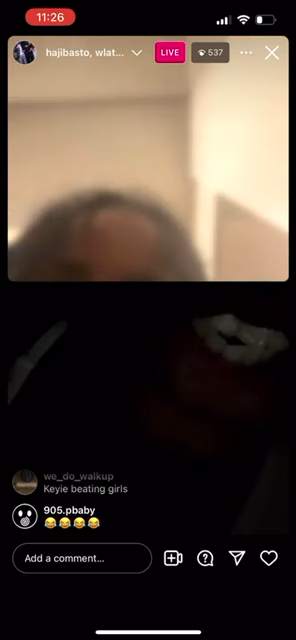 11:26
hajibasto, wlat...
LIVE
537
we_do_walkup
Keyie beating girls
905.pbaby
😂😂😂😂
Add a comment...